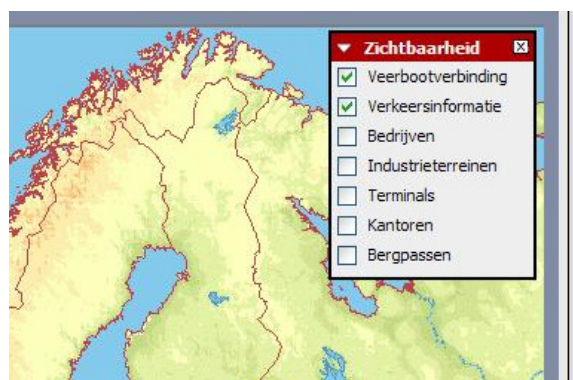 Zichtbaarheid
Veerbootverbinding
Verkeersinformatie
Bedrijven
Industrieterreinen
Terminals
Kantoren
Bergpassen